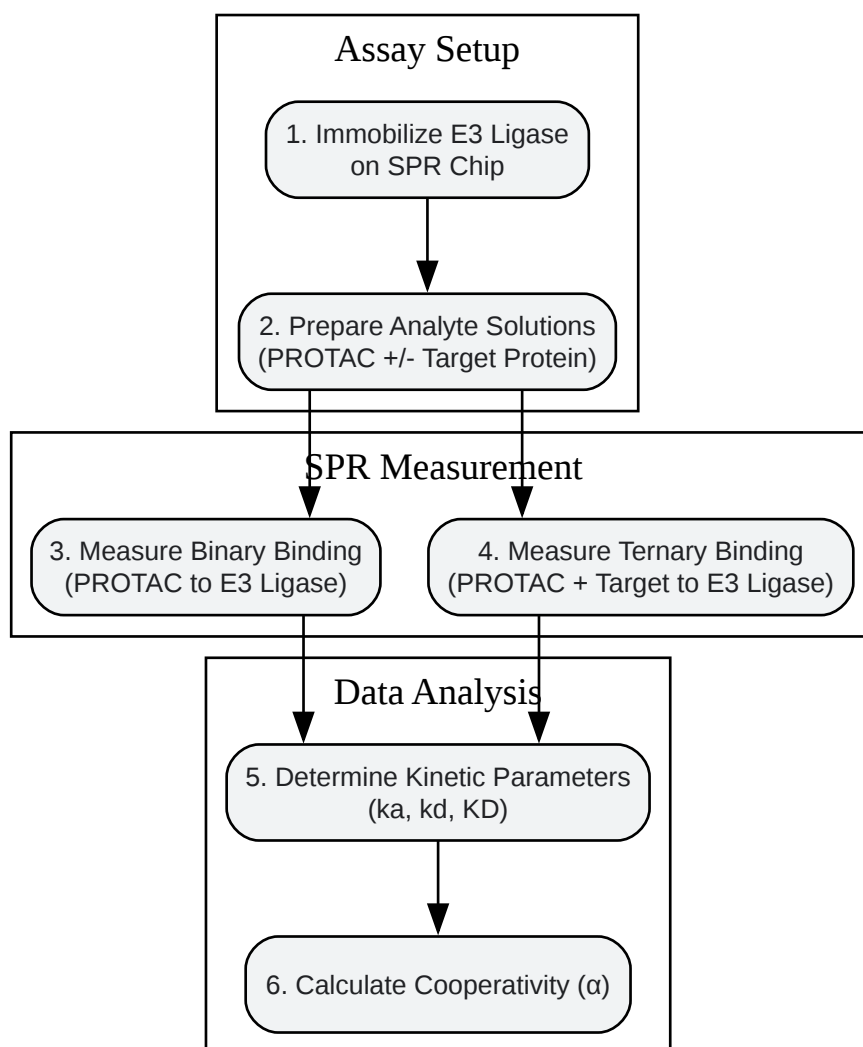 Assay Setup
1. Immobilize E3 Ligase
on SPR Chip
2. Prepare Analyte Solutions
(PROTAC +/- Target Protein)
SPR Measurement
3. Measure Binary Binding
(PROTAC to E3 Ligase)
4. Measure Ternary Binding
(PROTAC + Target to E3 Ligase)
Data Analysis
5. Determine Kinetic Parameters
(ka, kd, KD)
6. Calculate Cooperativity (α)